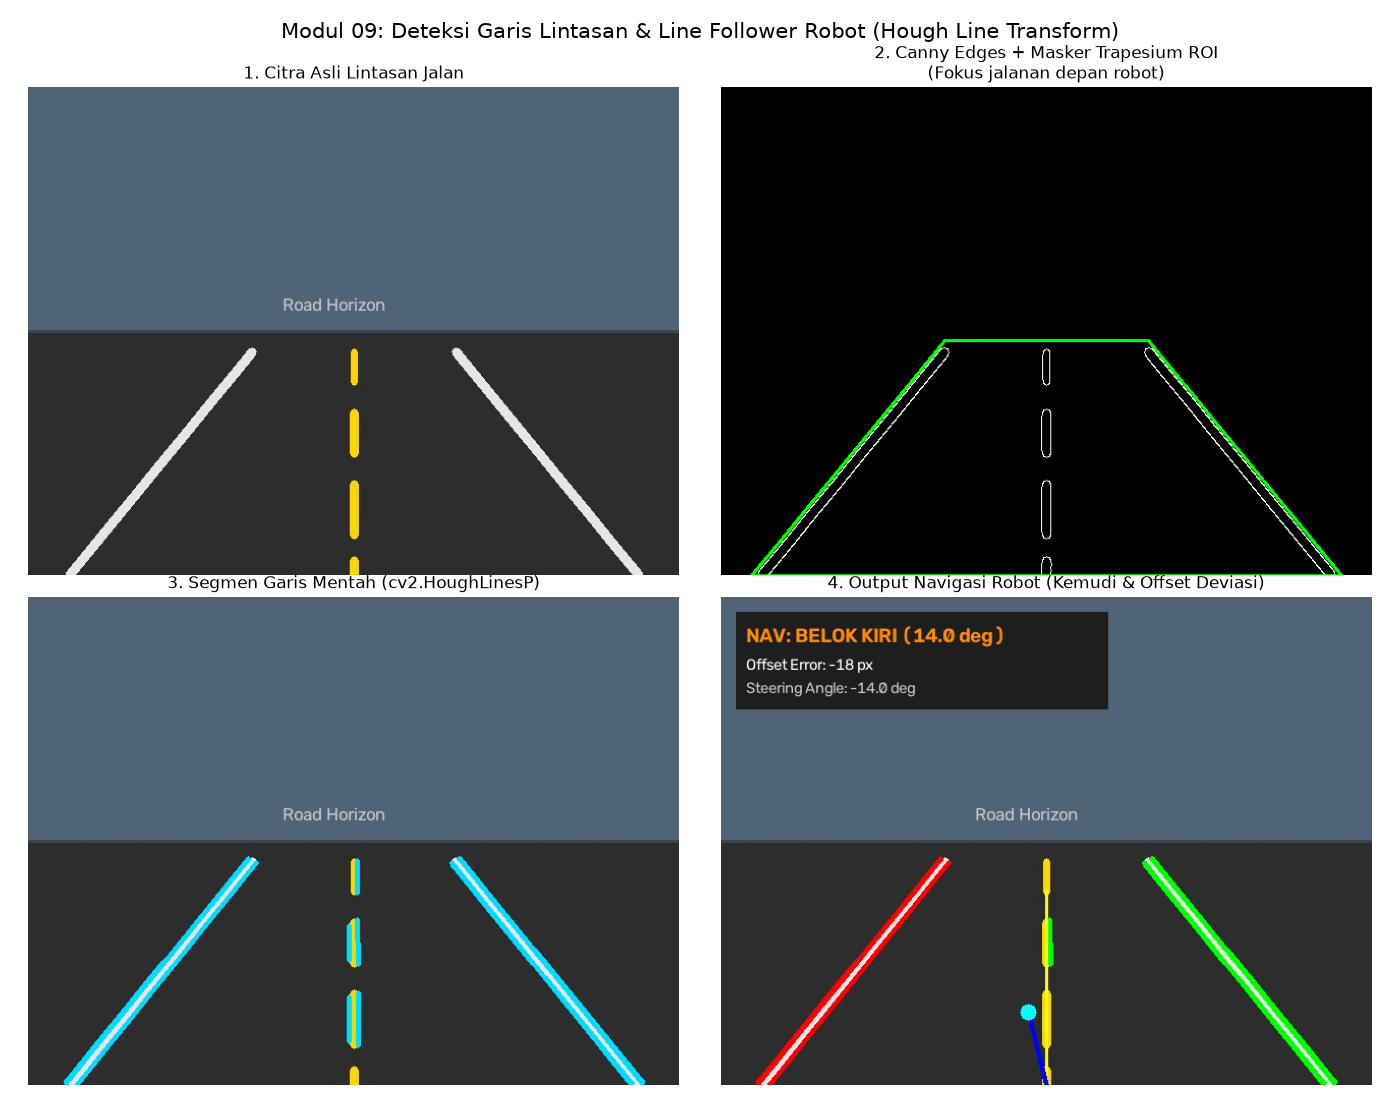 Modul 09: Deteksi Garis Lintasan & Line Follower Robot (Hough Line Transform)
1. Citra Asli Lintasan Jalan
2. Canny Edges + Masker Trapesium ROI
(Fokus jalanan depan robot)
Road Horizon
3. Segmen Garis Mentah (cv2.HoughLinesP)
4. Output Navigasi Robot (Kemudi & Offset Deviasi)
Road Horizon
NAV: BELOK KIRI (14.0 deg)
Offset Error: -18 px
Steering Angle: -14.0 deg
Road Horizon